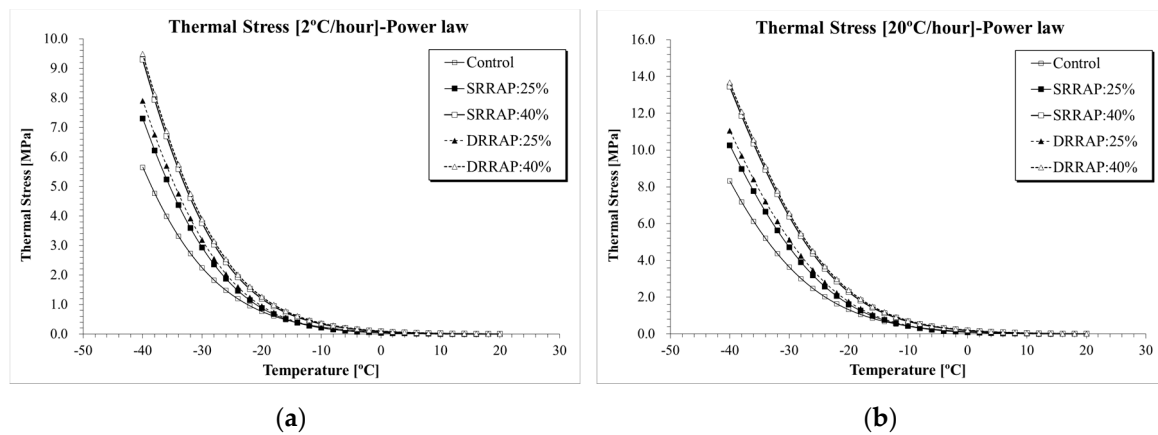 Thermal Stress [2ºC/hour]-Power law
10.0
9.0
8.0
7.0
6.0
5.0
4.0
3.0
2.0
1.0
0.0
Thermal Stress [MPa]
Control
SRRAP:25%
SRRAP:40%
DRRAP:25%
DRRAP:40%
-50 -40 -30 -20 -10 0 10 20 30
Temperature [ºC]
(a)
Thermal Stress [20ºC/hour]-Power law
16.0
14.0
12.0
10.0
8.0
6.0
4.0
2.0
0.0
Thermal Stress [MPa]
Control
SRRAP:25%
SRRAP:40%
DRRAP:25%
DRRAP:40%
-50 -40 -30 -20 -10 0 10 20 30
Temperature [ºC]
(b)